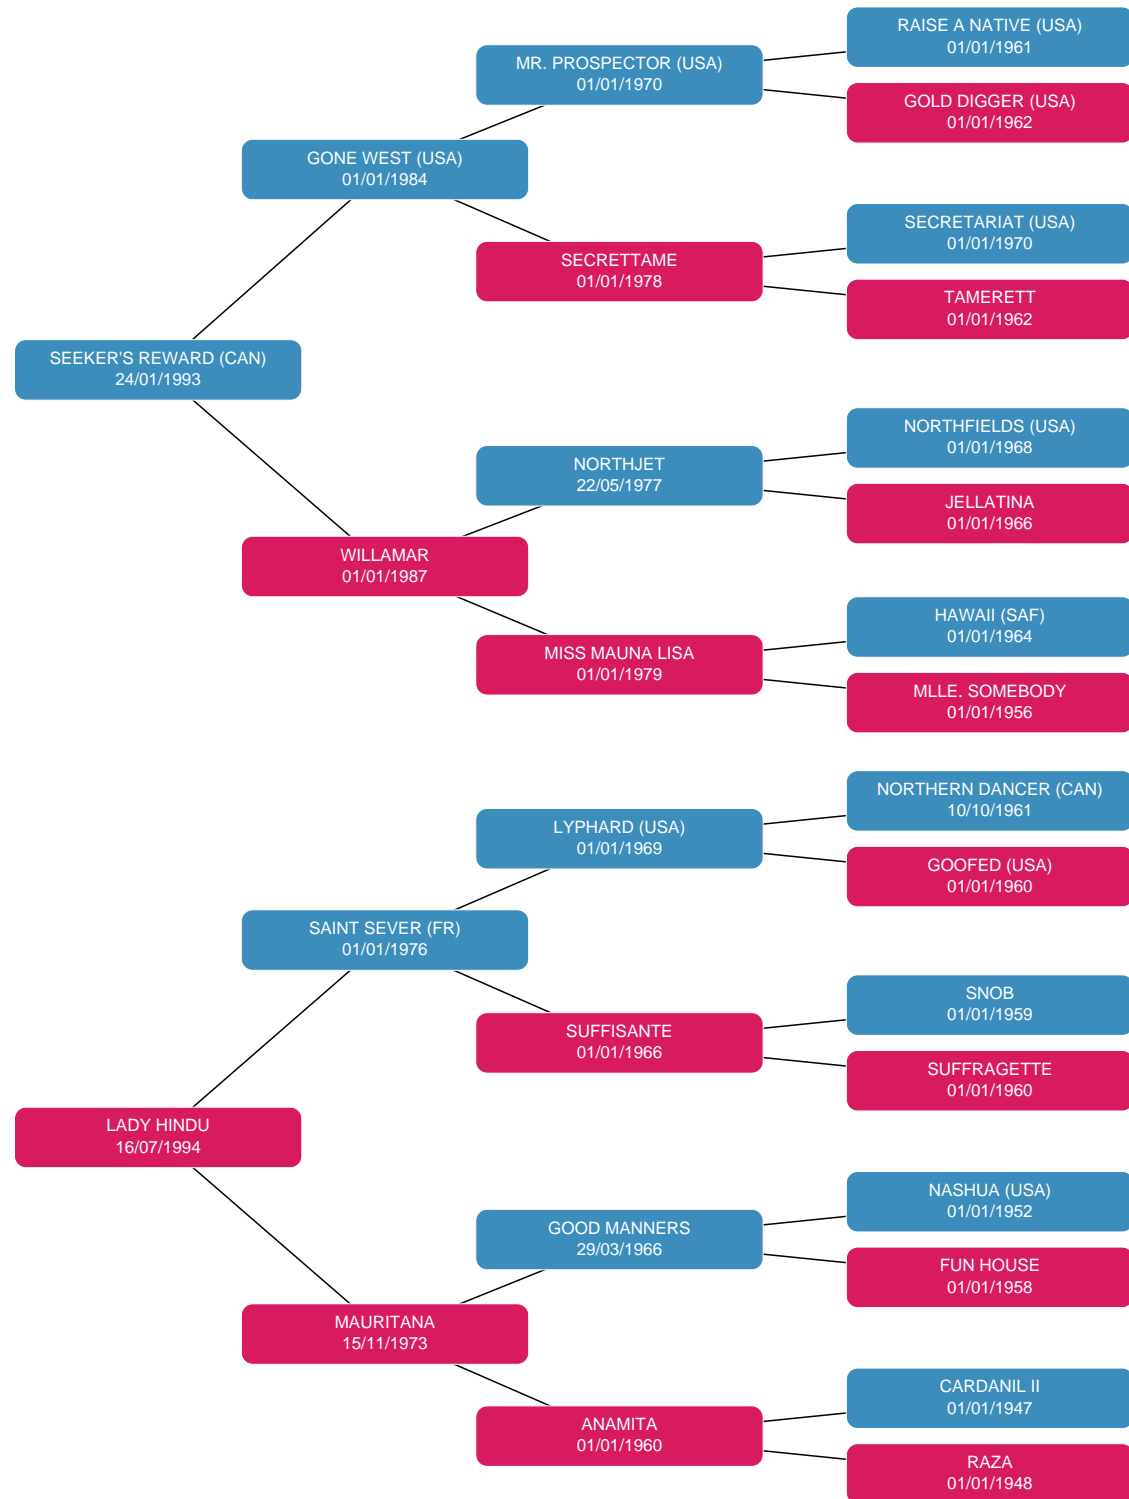 RAISE A NATIVE (USA)
01/01/1961
MR. PROSPECTOR (USA)
01/01/1970
GOLD DIGGER (USA)
01/01/1962
GONE WEST (USA)
01/01/1984
SECRETARIAT (USA)
01/01/1970
SECRETTAME
01/01/1978
TAMERETT
01/01/1962
SEEKER'S REWARD (CAN)
24/01/1993
NORTHFIELDS (USA)
01/01/1968
NORTHJET
22/05/1977
JELLATINA
01/01/1966
WILLAMAR
01/01/1987
HAWAII (SAF)
01/01/1964
MISS MAUNA LISA
01/01/1979
MLLE. SOMEBODY
01/01/1956
NORTHERN DANCER (CAN)
10/10/1961
LYPHARD (USA)
01/01/1969
GOOFED (USA)
01/01/1960
SAINT SEVER (FR)
01/01/1976
SNOB
01/01/1959
SUFFISANTE
01/01/1966
SUFFRAGETTE
01/01/1960
LADY HINDU
16/07/1994
NASHUA (USA)
01/01/1952
GOOD MANNERS
29/03/1966
FUN HOUSE
01/01/1958
MAURITANA
15/11/1973
CARDANIL II
01/01/1947
ANAMITA
01/01/1960
RAZA
01/01/1948